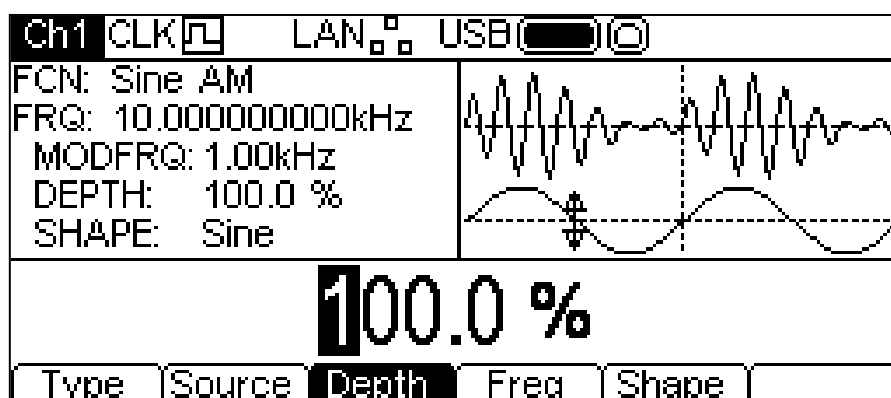 Ch1 CLK LAN USB
FCN: Sine AM
FRQ: 10.000000000kHz
MODFRQ: 1.00kHz
DEPTH: 100.0 %
SHAPE: Sine
100.0 %
Type Source Depth Freq Shape